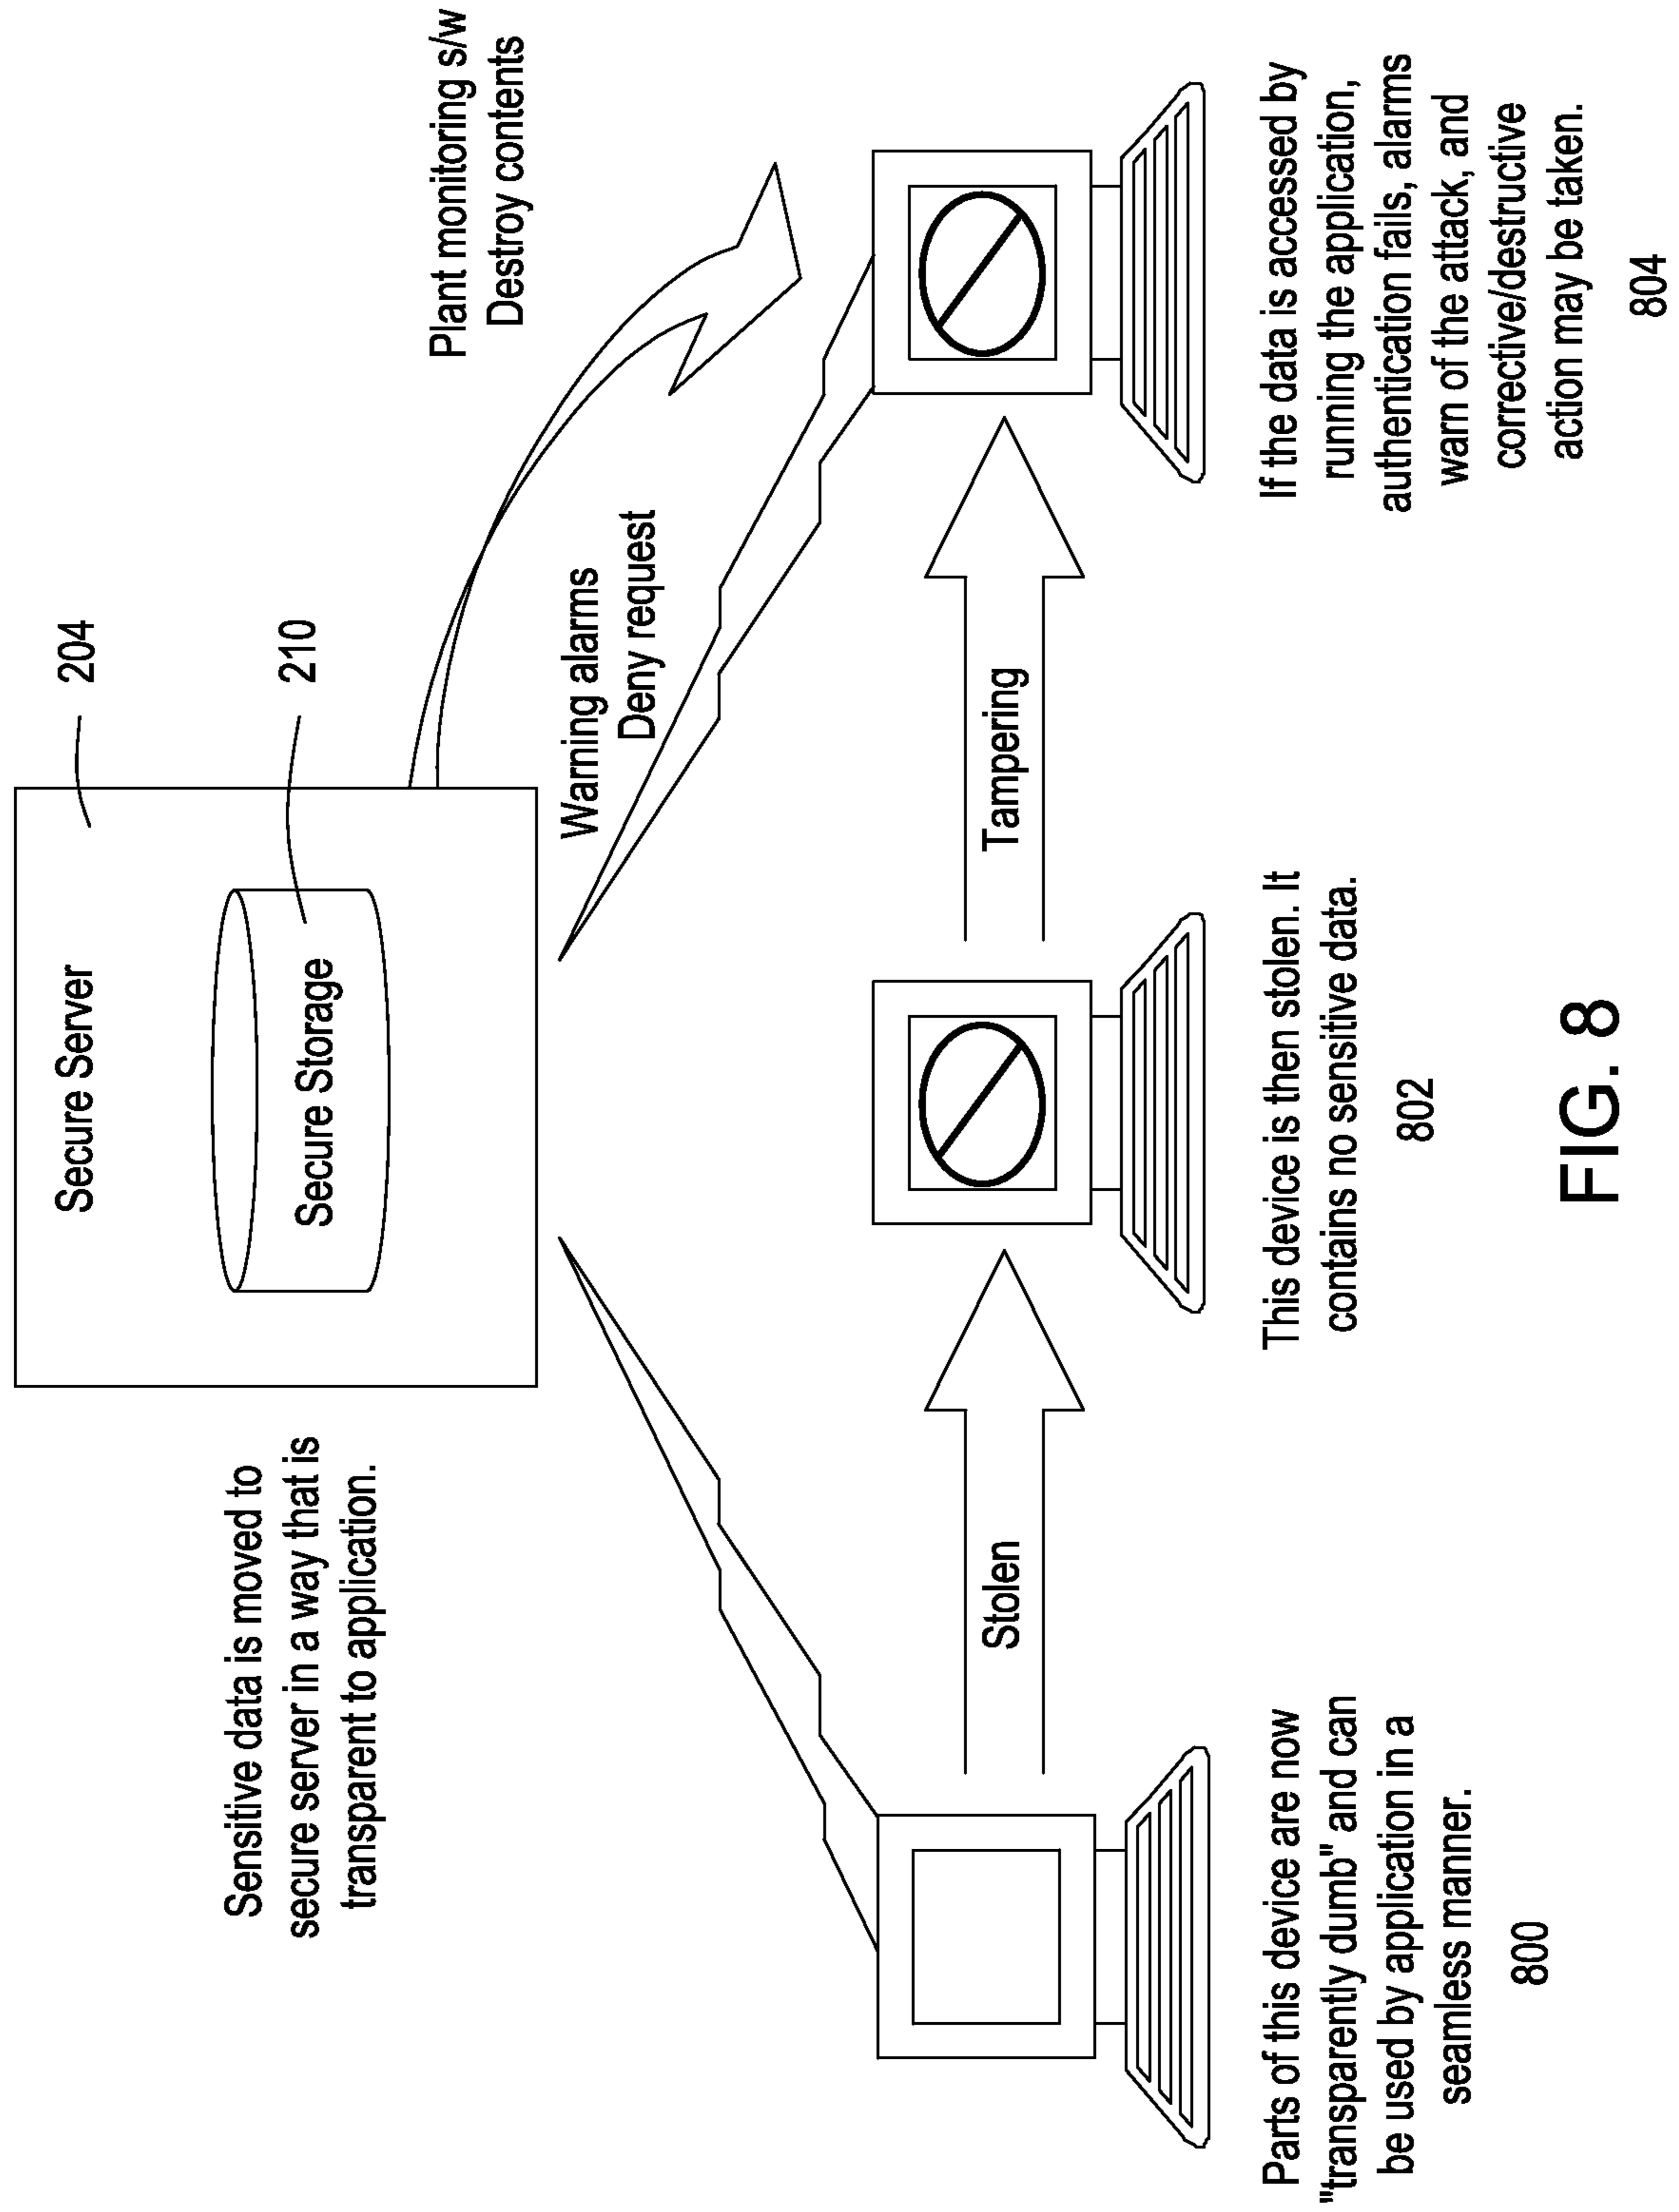 Secure Server
204
Secure Storage
210
Sensitive data is moved to
secure server in a way that is
transparent to application.
Plant monitoring s/w
Destroy contents
Warning alarms
Deny request
Stolen
Tampering
Parts of this device are now
"transparently dumb" and can
be used by application in a
seamless manner.
800
This device is then stolen. It
contains no sensitive data.
802
If the data is accessed by
running the application,
authentication fails, alarms
warn of the attack, and
corrective/destructive
action may be taken.
804
FIG. 8